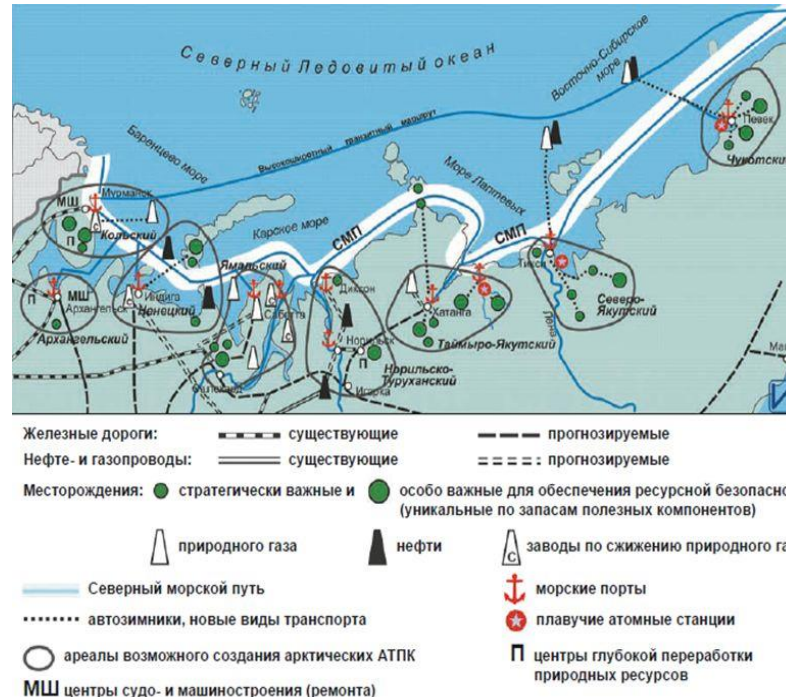 Северный Ледовитый океан
Восточно-Сибирское
море
Баренцево море
Высокоширотный транзитный маршрут
Певек
Чукотский
Море Лаптевых
МШ
Мурманск
С
П
Кольский
Карское море
СМП
СМП
Тикси
Северо-
Якутский
Лена
Ямальский
Диксон
Хатанга
П
МШ
Архангельск
Архангельский
Индига
С
Ненецкий
С
Сабетта
С
Норильск
П
Таймыро-Якутский
Норильско-
Туруханский
Игарка
Железные дороги:
существующие
прогнозируемые
Нефте- и газопроводы:
существующие
прогнозируемые
Месторождения:
стратегически важные и
особо важные для обеспечения ресурсной безопасно
(уникальные по запасам полезных компонентов)
природного газа
нефти
С
заводы по сжижению природного га
Северный морской путь
морские порты
автозимники, новые виды транспорта
плавучие атомные станции
ареалы возможного создания арктических АТПК
П
центры глубокой переработки
природных ресурсов
МШ центры судо- и машиностроения (ремонта)